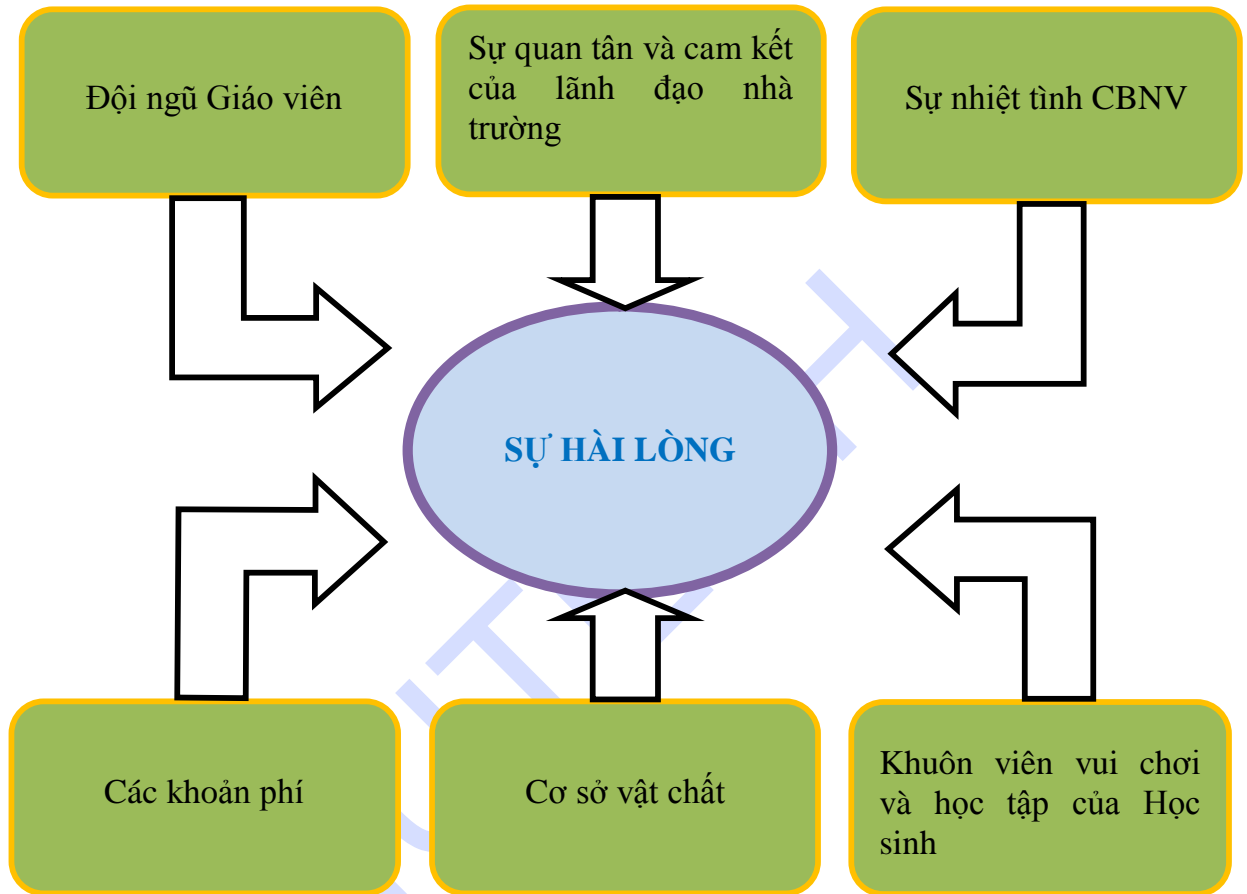 Đội ngũ Giáo viên
Sự quan tân và cam kết
của lãnh đạo nhà
trường
Sự nhiệt tình CBNV
SỰ HÀI LÒNG
Các khoản phí
Cơ sở vật chất
Khuôn viên vui chơi
và học tập của Học
sinh